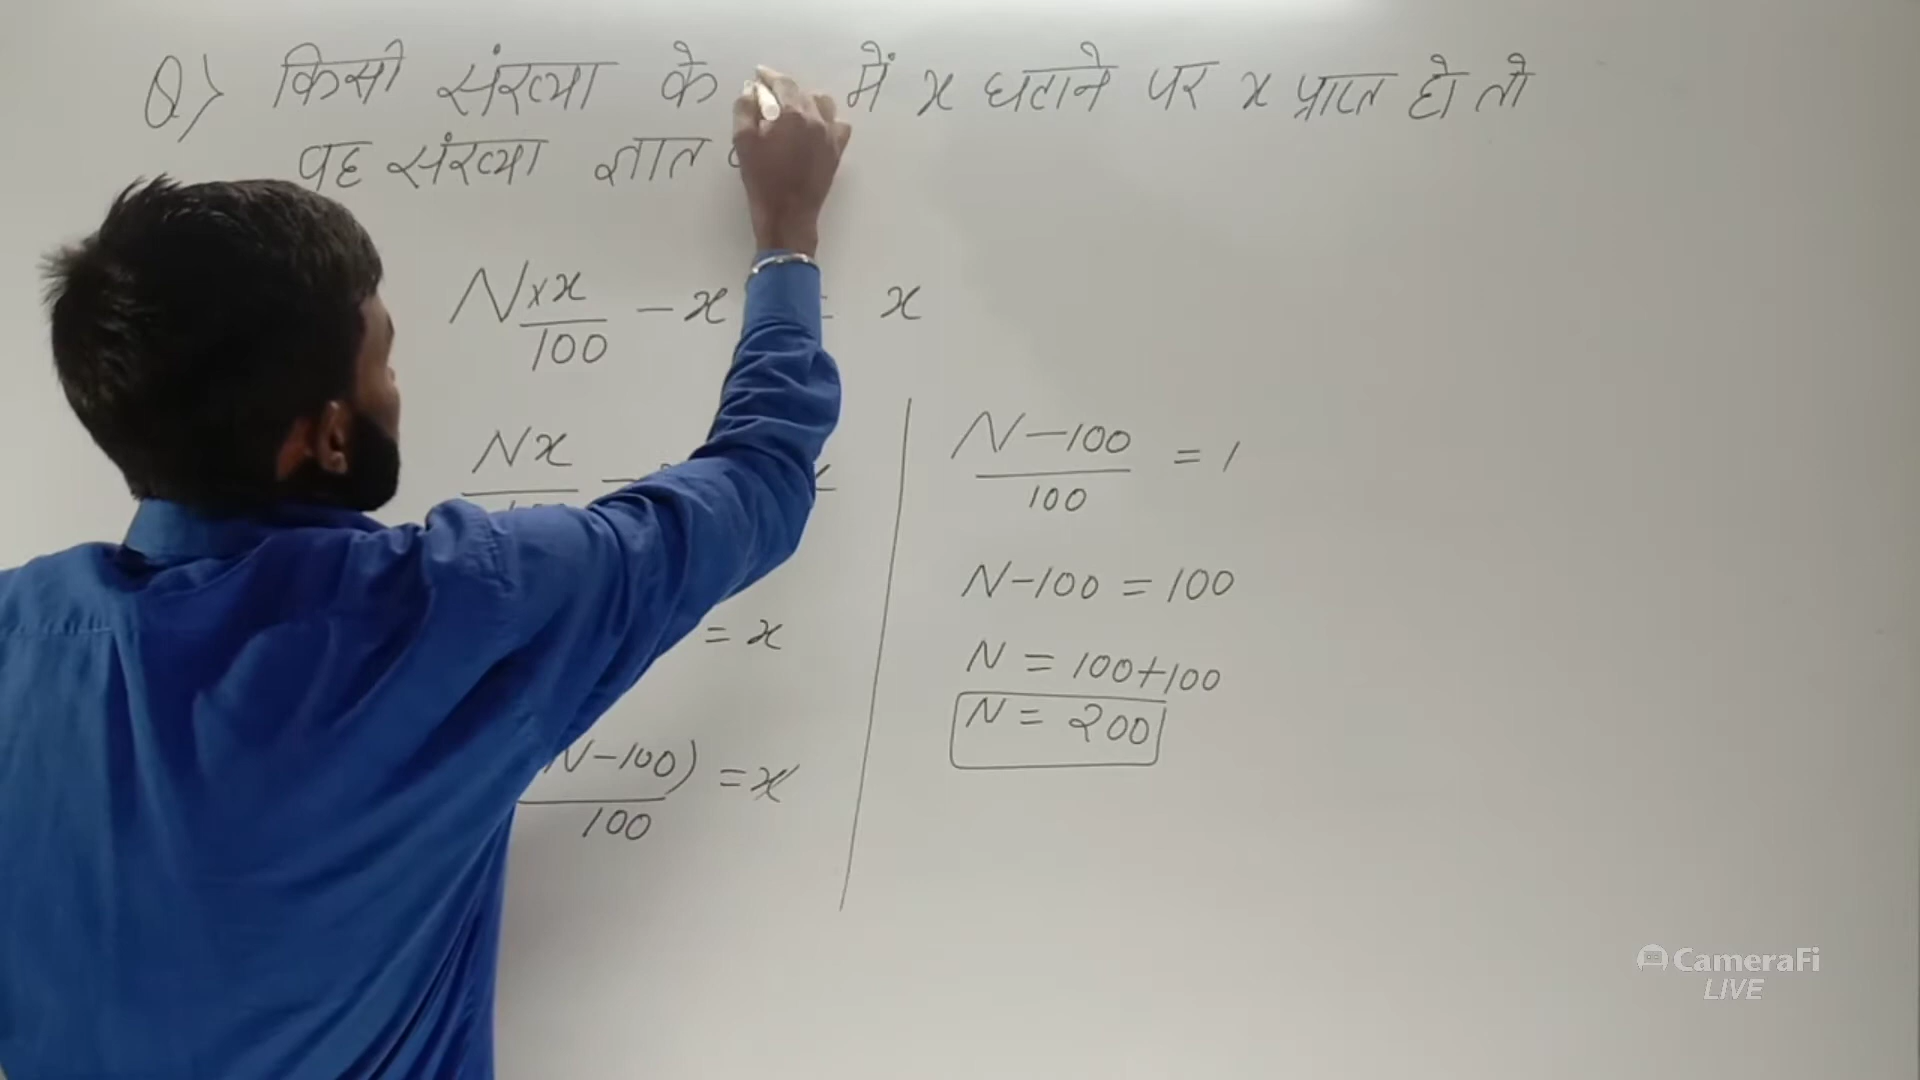 Q) किसी संख्या के में x घटाने पर x प्राप्त हो तो
वह संख्या ज्ञात
N×x/100 - x = x
Nx
= x
N-100) = x
100
N-100/100 = 1
N-100 = 100
N = 100+100
N = 200
CameraFi
LIVE